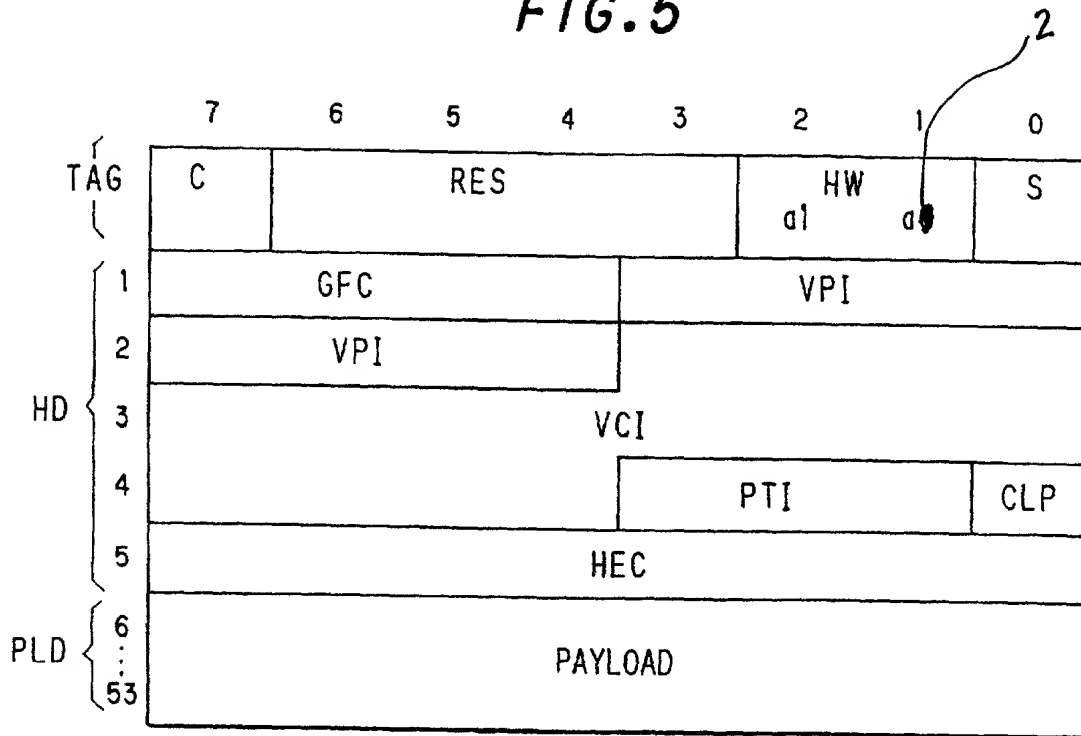 FIG.5
2
7 6 5 4 3 2 1 0
TAG C RES HW S
a1 a
1 GFC VPI
2 VPI
HD 3 VCI
4 PTI CLP
5 HEC
6
PLD PAYLOAD
53